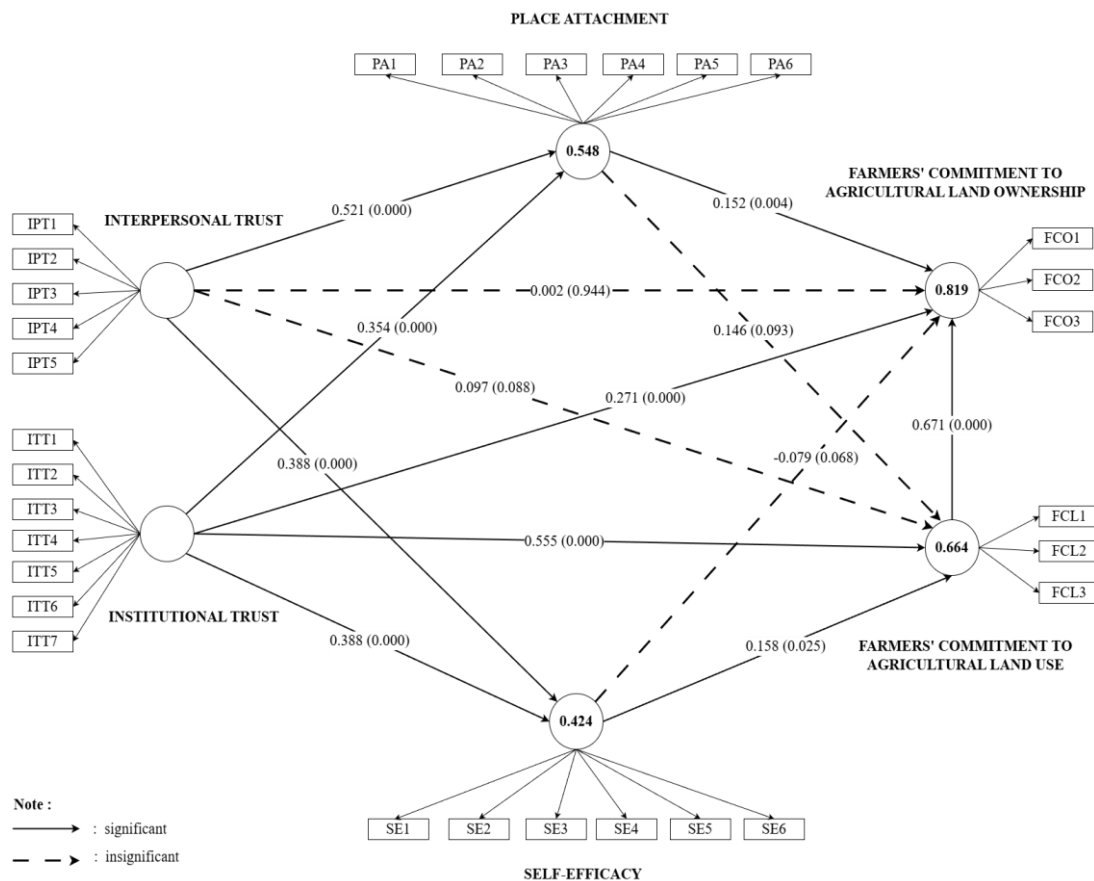 PLACE ATTACHMENT
PA1
PA2
PA3
PA4
PA5
PA6
0.548
FARMERS' COMMITMENT TO
AGRICULTURAL LAND OWNERSHIP
0.521 (0.000)
0.152 (0.004)
INTERPERSONAL TRUST
IPT1
IPT2
IPT3
IPT4
IPT5
FCO1
FCO2
FCO3
0.002 (0.944)
0.819
0.354 (0.000)
0.146 (0.093)
0.097 (0.088)
0.271 (0.000)
0.671 (0.000)
ITT1
ITT2
ITT3
ITT4
ITT5
ITT6
ITT7
0.388 (0.000)
-0.079 (0.068)
FCL1
FCL2
FCL3
0.555 (0.000)
0.664
INSTITUTIONAL TRUST
0.388 (0.000)
0.158 (0.025)
FARMERS' COMMITMENT TO
AGRICULTURAL LAND USE
0.424
Note :
: significant
: insignificant
SE1
SE2
SE3
SE4
SE5
SE6
SELF-EFFICACY